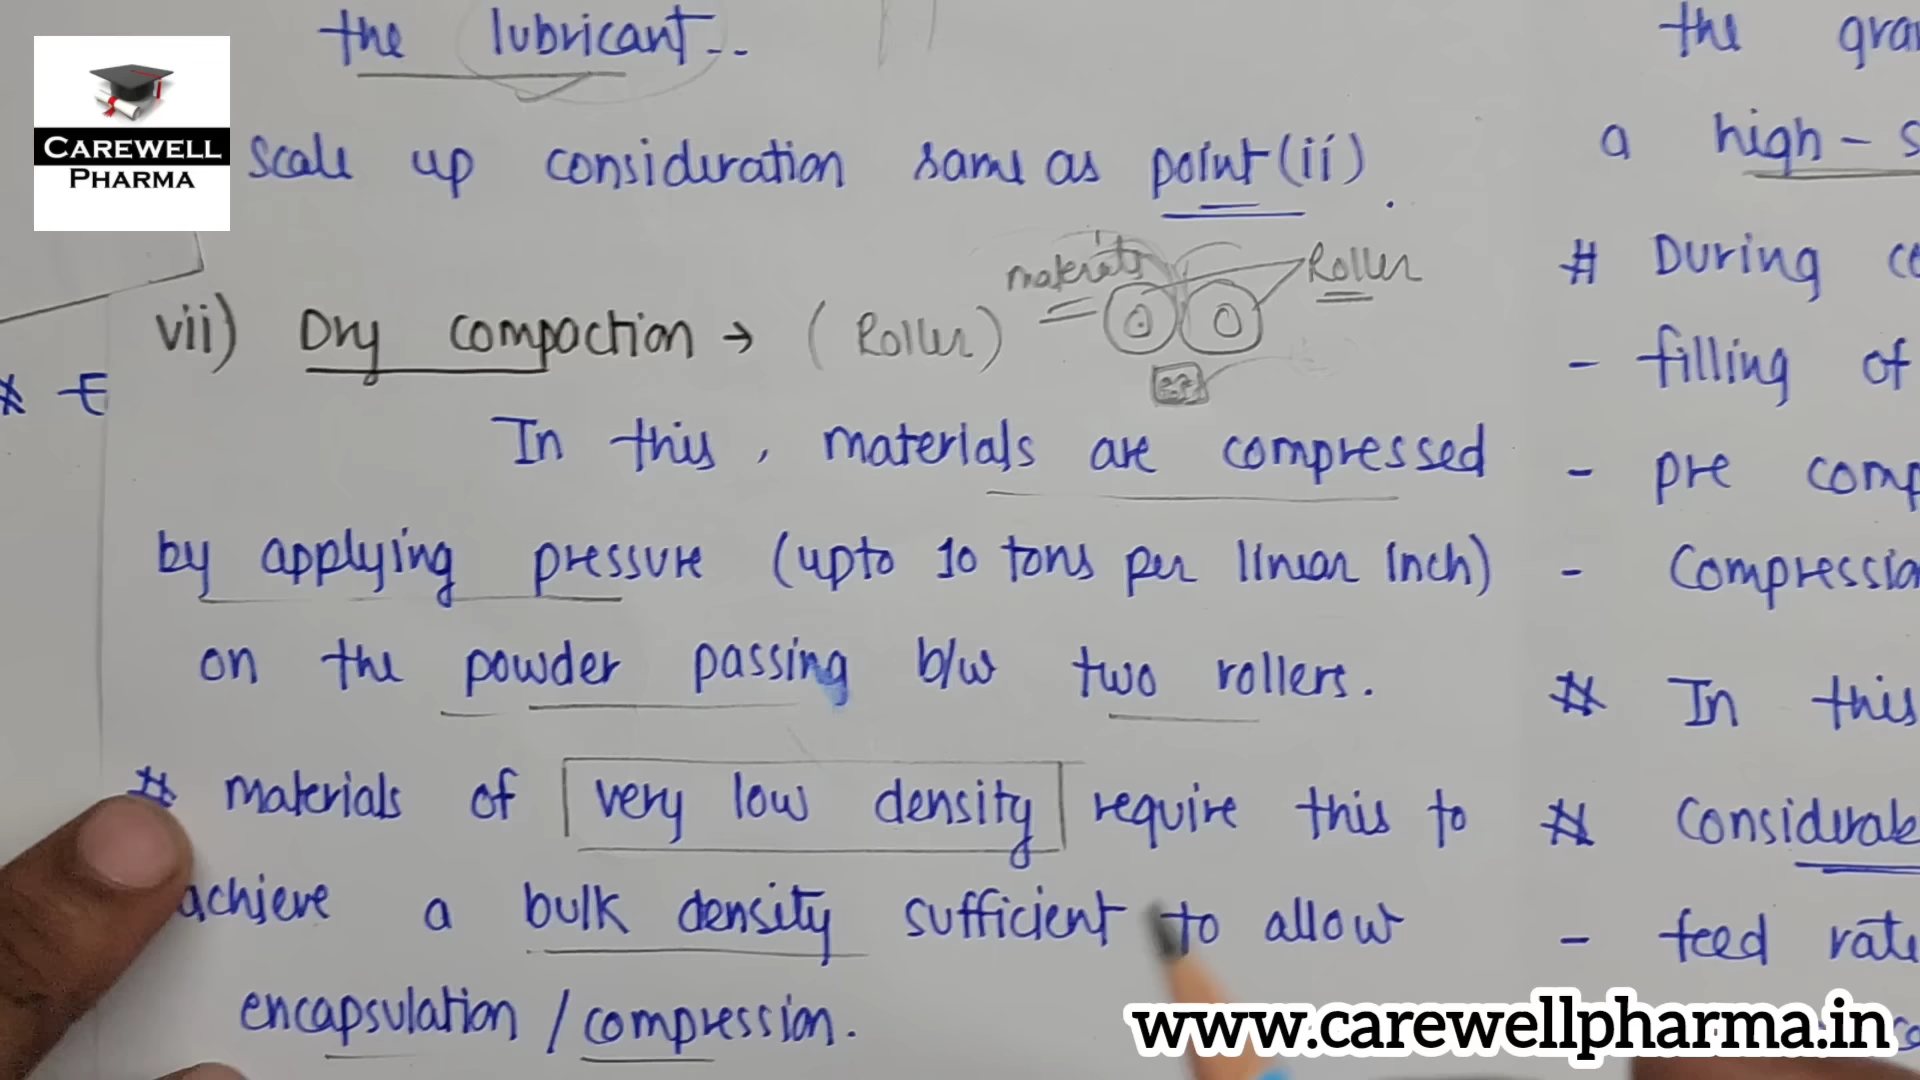 the lubricant..
CAREWELL
PHARMA
scale up consideration same as point (ii).
materials
Roller
vii) Dry compaction → (Roller)
In this, materials are compressed
by applying pressure (upto 10 tons per linear inch)
on the powder passing b/w two rollers.
# materials of very low density require this to
achieve a bulk density sufficient to allow
encapsulation / compression.
the
a high -
# During
- filling of
- pre
-
# In this
#
- feed rate
www.carewellpharma.in